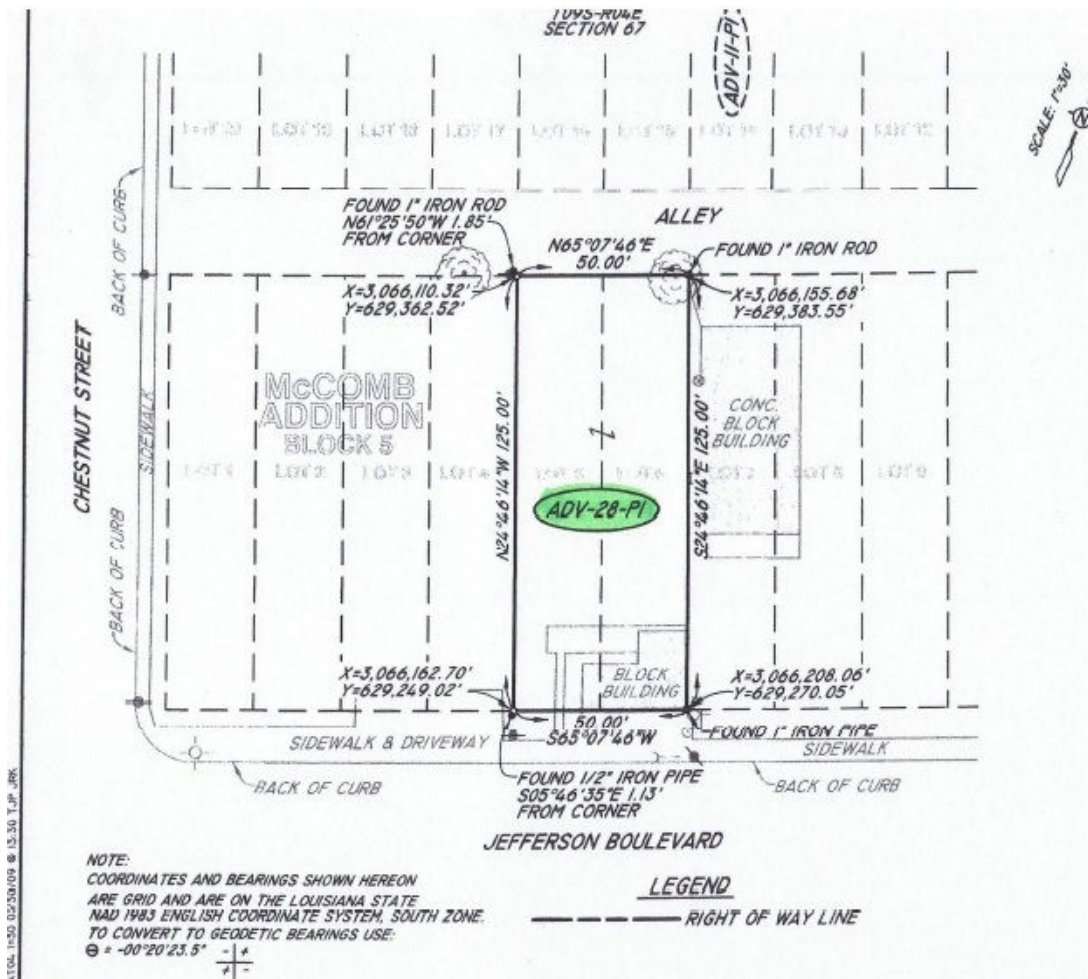 T09S-R04E
SECTION 67
ADV-11-P1
SCALE: 1"=30'
BACK OF CURB
FOUND 1" IRON ROD
N61°25'50"W 1.85'
FROM CORNER
ALLEY
N65°07'46"E
50.00'
FOUND 1" IRON ROD
X=3,066,110.32'
Y=629,362.52'
X=3,066,155.68'
Y=629,383.55'
CHESTNUT STREET
SIDEWALK
McCOMB
ADDITION
BLOCK 5
N24°46'14"W 125.00'
S24°46'14"E 125.00'
CONC.
BLOCK
BUILDING
LOT 2
LOT 3
LOT 4
ADV-28-P1
BACK OF CURB
X=3,066,162.70'
Y=629,249.02'
BLOCK
BUILDING
X=3,066,208.06'
Y=629,270.05'
50.00'
S65°07'46"W
FOUND 1" IRON PIPE
SIDEWALK & DRIVEWAY
SIDEWALK
BACK OF CURB
FOUND 1/2" IRON PIPE
S05°46'35"E 1.13'
FROM CORNER
BACK OF CURB
JEFFERSON BOULEVARD
NOTE:
COORDINATES AND BEARINGS SHOWN HEREON
ARE GRID AND ARE ON THE LOUISIANA STATE
NAD 1983 ENGLISH COORDINATE SYSTEM, SOUTH ZONE.
TO CONVERT TO GEODETIC BEARINGS USE:
θ = -00°20'23.5"
LEGEND
RIGHT OF WAY LINE